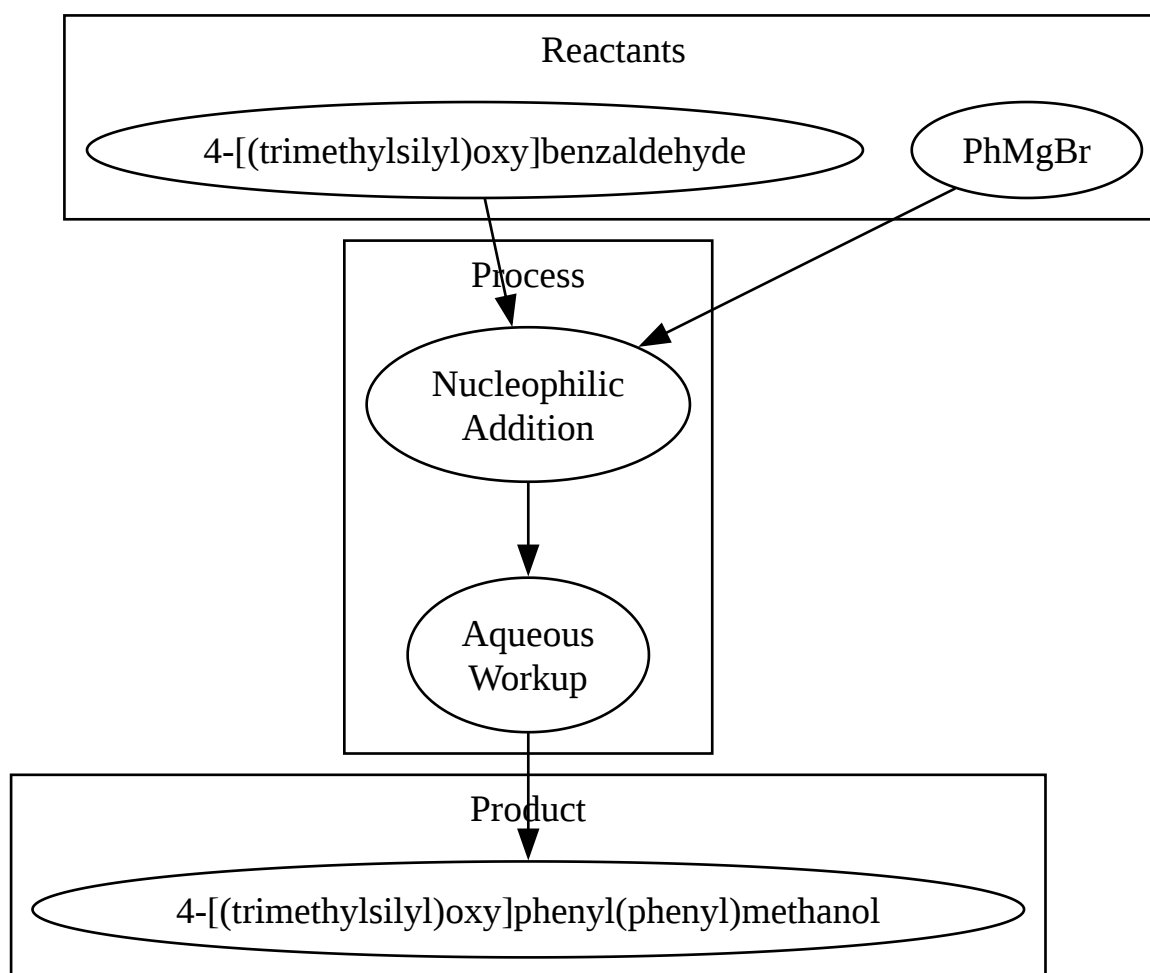 Reactants
4-[(trimethylsilyl)oxy]benzaldehyde
PhMgBr
Process
Nucleophilic
Addition
Aqueous
Workup
Product
4-[(trimethylsilyl)oxy]phenyl(phenyl)methanol